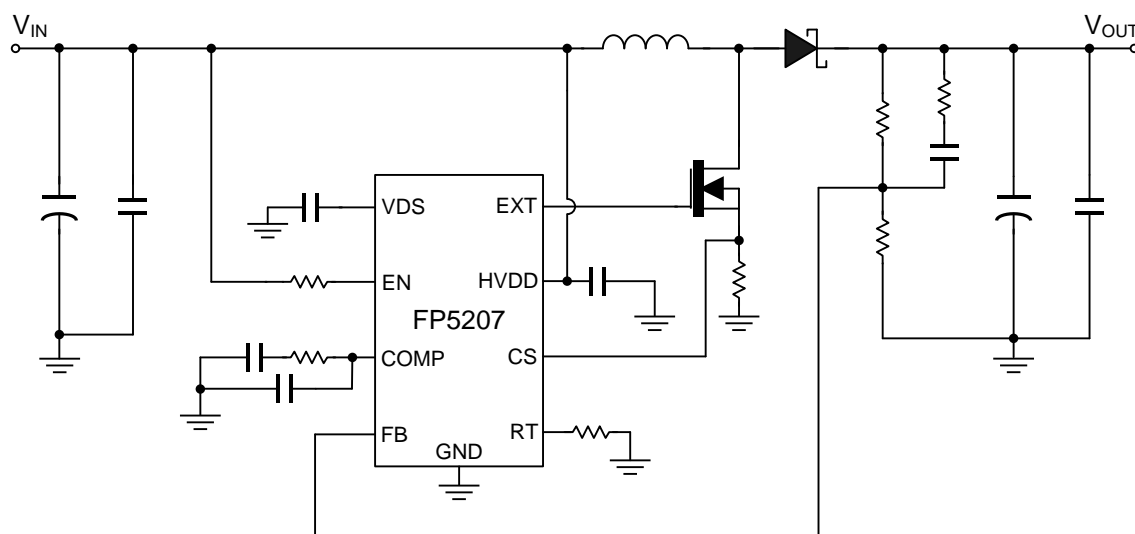 VIN
VOUT
VDS
EXT
EN
HVDD
FP5207
COMP
CS
FB
RT
GND